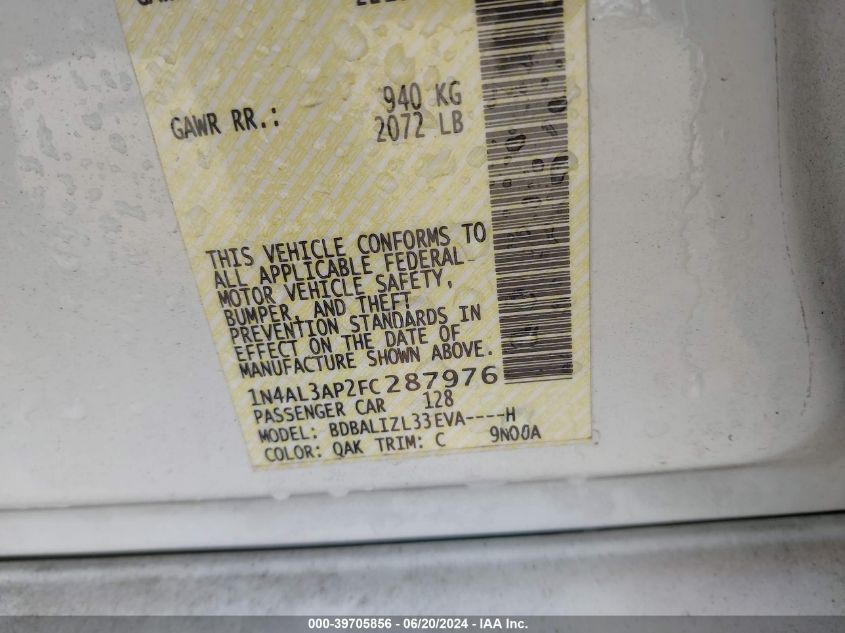 940 KG
GAWR RR.: 2072 LB
THIS VEHICLE CONFORMS TO
ALL APPLICABLE FEDERAL
MOTOR VEHICLE SAFETY,
BUMPER, AND THEFT
PREVENTION STANDARDS IN
EFFECT ON THE DATE OF
MANUFACTURE SHOWN ABOVE.
1N4AL3AP2FC287976
PASSENGER CAR 128
MODEL: BDBALIZL33EVA----H
COLOR: QAK TRIM: C 9N00A
000-39705856 - 06/20/2024 - IAA Inc.